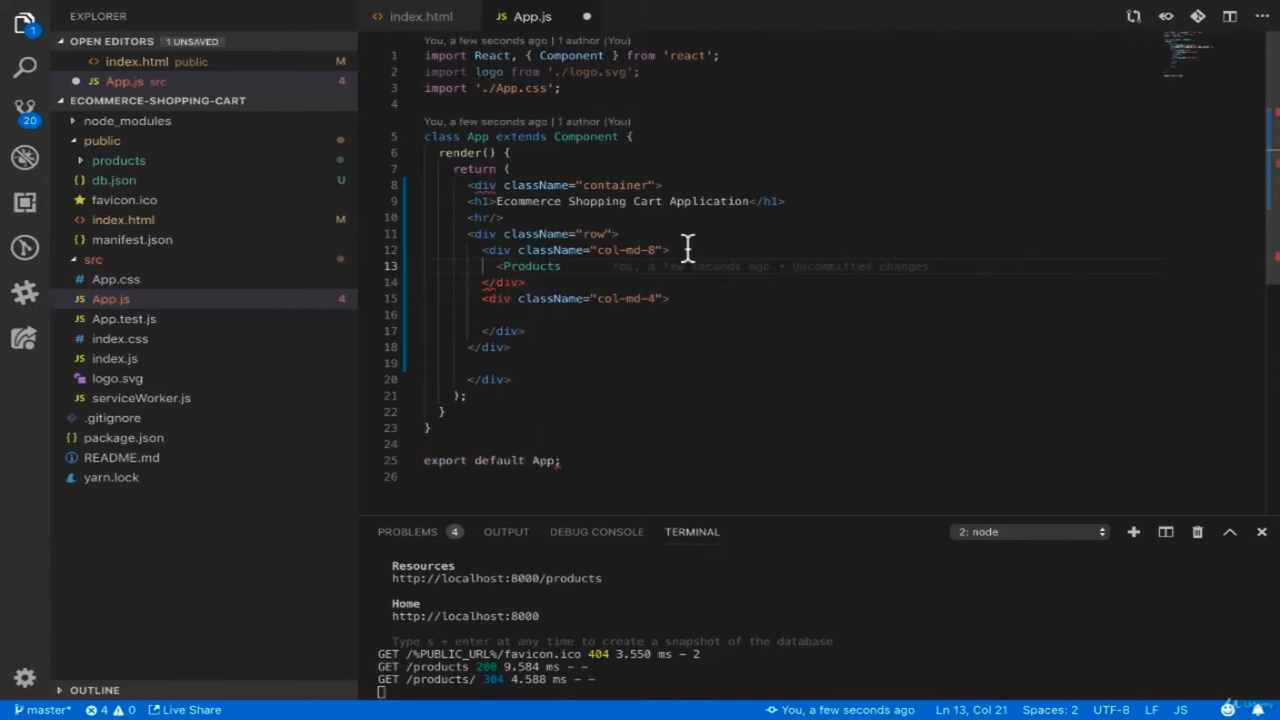 EXPLORER
OPEN EDITORS 1 UNSAVED
index.html public M
App.js src 4
ECOMMERCE-SHOPPING-CART
node_modules
public
products
db.json U
favicon.ico
index.html M
manifest.json
src
App.css
App.js 4
App.test.js
index.css
index.js
logo.svg
serviceWorker.js
.gitignore
package.json
README.md
yarn.lock
OUTLINE
1
20
index.html
App.js
You, a few seconds ago | 1 author (You)
1 import React, { Component } from 'react';
2 import logo from './logo.svg';
3 import './App.css';
4
You, a few seconds ago | 1 author (You)
5 class App extends Component {
6 render() {
7 return (
8 <div className="container">
9 <h1>Ecommerce Shopping Cart Application</h1>
10 <hr/>
11 <div className="row">
12 <div className="col-md-8">
13 <Products You, a few seconds ago • Uncommitted changes
14 </div>
15 <div className="col-md-4">
16
17 </div>
18 </div>
19
20 </div>
21 );
22 }
23 }
24
25 export default App;
26
PROBLEMS 4 OUTPUT DEBUG CONSOLE TERMINAL 2: node
Resources
http://localhost:8000/products
Home
http://localhost:8000
Type s + enter at any time to create a snapshot of the database
GET /%PUBLIC_URL%/favicon.ico 404 3.550 ms - 2
GET /products 200 9.584 ms - -
GET /products/ 304 4.588 ms - -
master* 4 0 Live Share You, a few seconds ago Ln 13, Col 21 Spaces: 2 UTF-8 LF JS
Udemy